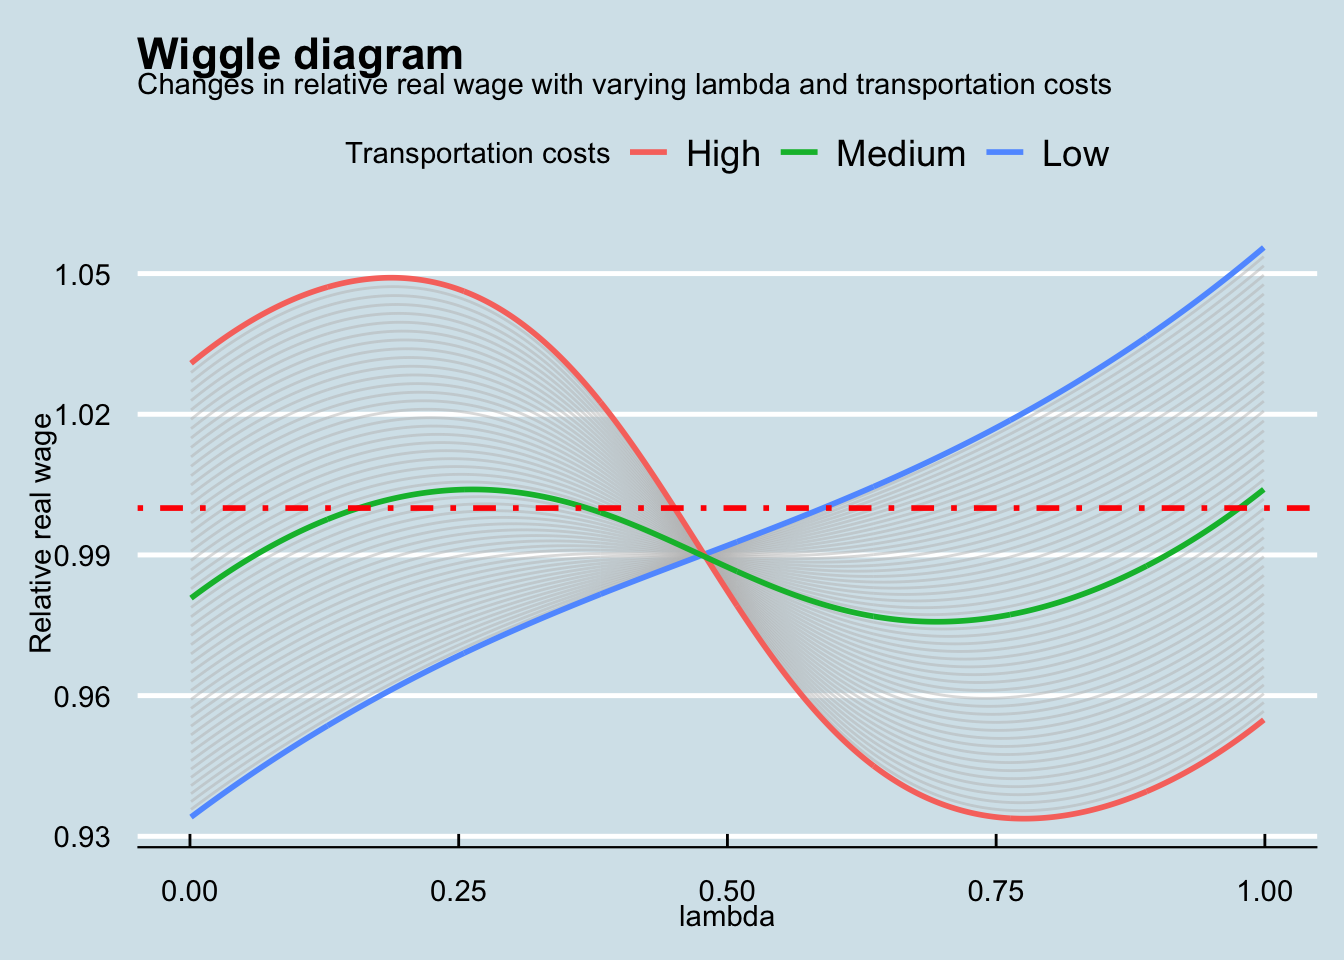 Wiggle diagram
Changes in relative real wage with varying lambda and transportation costs
Transportation costs High Medium Low
1.05
1.02
0.99
0.96
0.93
Relative real wage
0.00 0.25 0.50 0.75 1.00
lambda